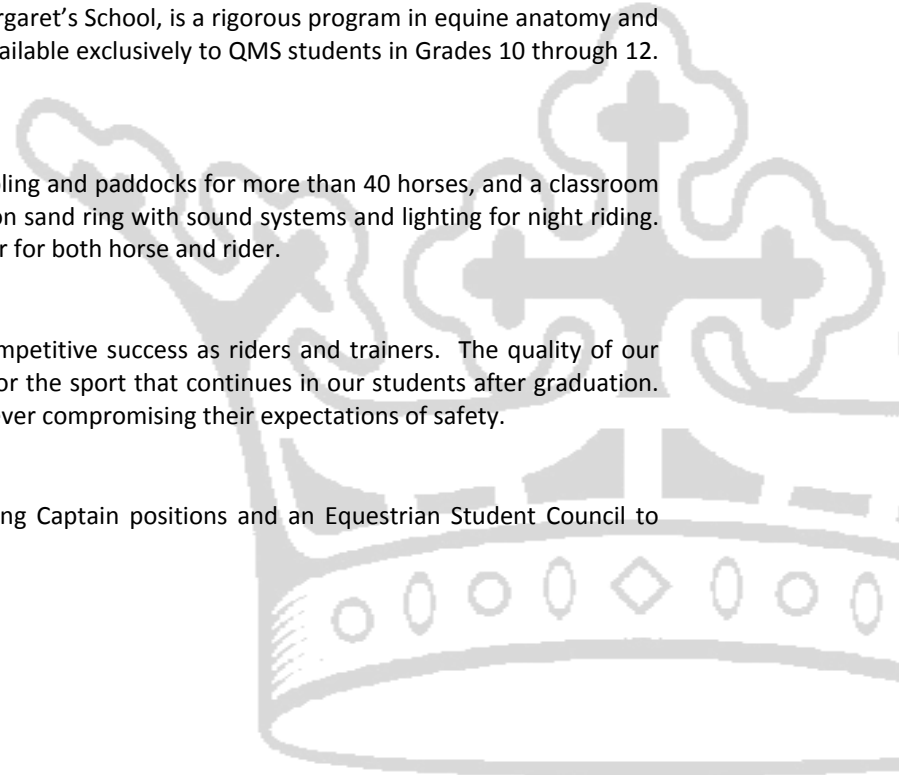 rgaret’s School, is a rigorous program in equine anatomy and
ailable exclusively to QMS students in Grades 10 through 12.
ling and paddocks for more than 40 horses, and a classroom
on sand ring with sound systems and lighting for night riding.
r for both horse and rider.
mpetitive success as riders and trainers. The quality of our
or the sport that continues in our students after graduation.
ever compromising their expectations of safety.
ng Captain positions and an Equestrian Student Council to